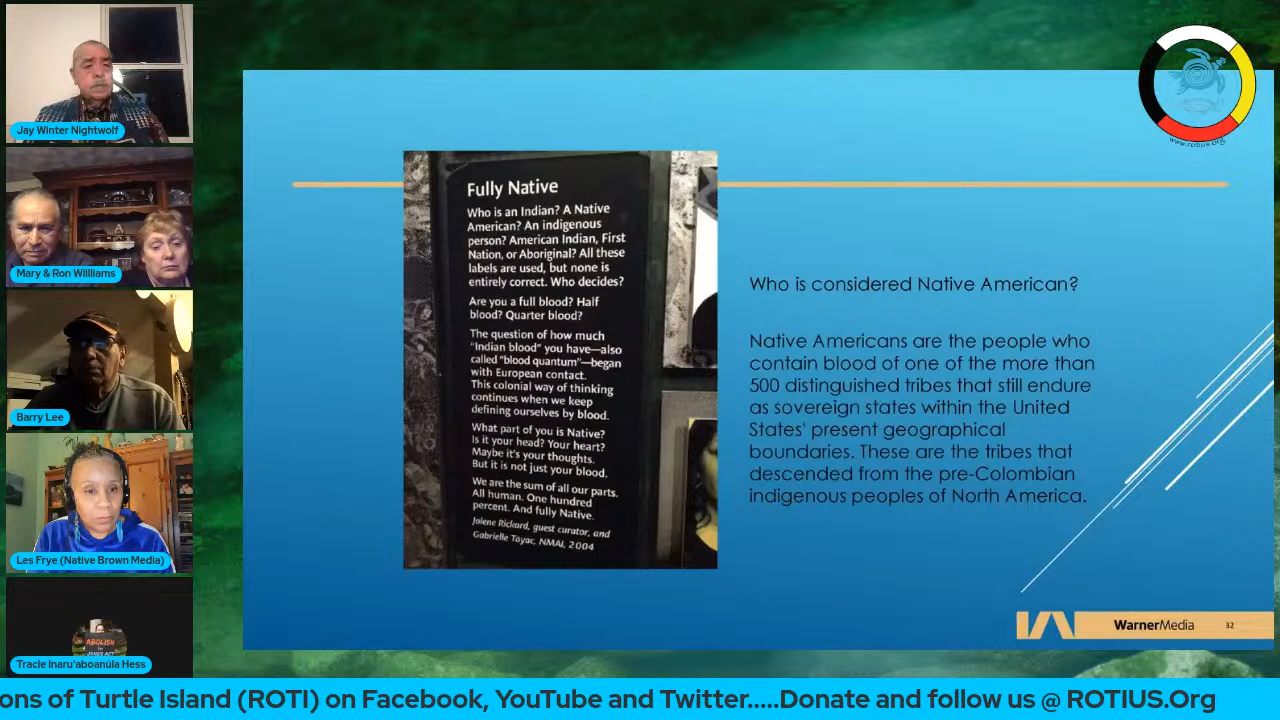 Jay Winter Nightwolf
Mary & Ron Willliams
Barry Lee
Les Frye (Native Brown Media)
ABOLISH
JONES ACT
Tracie Inaru'aboanúla Hess
www.rotius.org
Fully Native
Who is an Indian? A Native
American? An indigenous
person? American Indian, First
Nation, or Aboriginal? All these
labels are used, but none is
entirely correct. Who decides?
Are you a full blood? Half
blood? Quarter blood?
The question of how much
"Indian blood" you have—also
called "blood quantum"—began
with European contact.
This colonial way of thinking
continues when we keep
defining ourselves by blood.
What part of you is Native?
Is it your head? Your heart?
Maybe it's your thoughts.
But it is not just your blood.
We are the sum of all our parts.
All human. One hundred
percent. And fully Native.
Jolene Rickard, guest curator, and
Gabrielle Tayac, NMAI, 2004
Who is considered Native American?
Native Americans are the people who
contain blood of one of the more than
500 distinguished tribes that still endure
as sovereign states within the United
States' present geographical
boundaries. These are the tribes that
descended from the pre-Colombian
indigenous peoples of North America.
WarnerMedia 32
ons of Turtle Island (ROTI) on Facebook, YouTube and Twitter.....Donate and follow us @ ROTIUS.Org